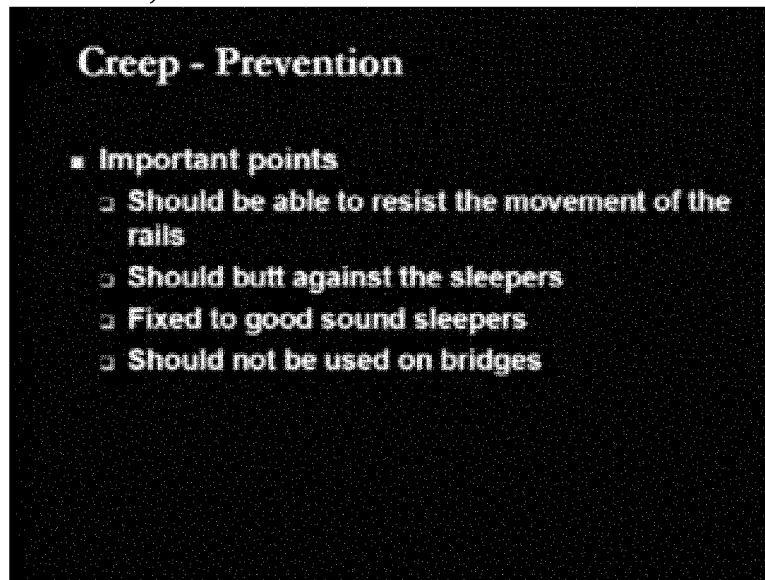 Creep - Prevention
Important points
Should be able to resist the movement of the
rails
Should butt against the sleepers
Fixed to good sound sleepers
Should not be used on bridges